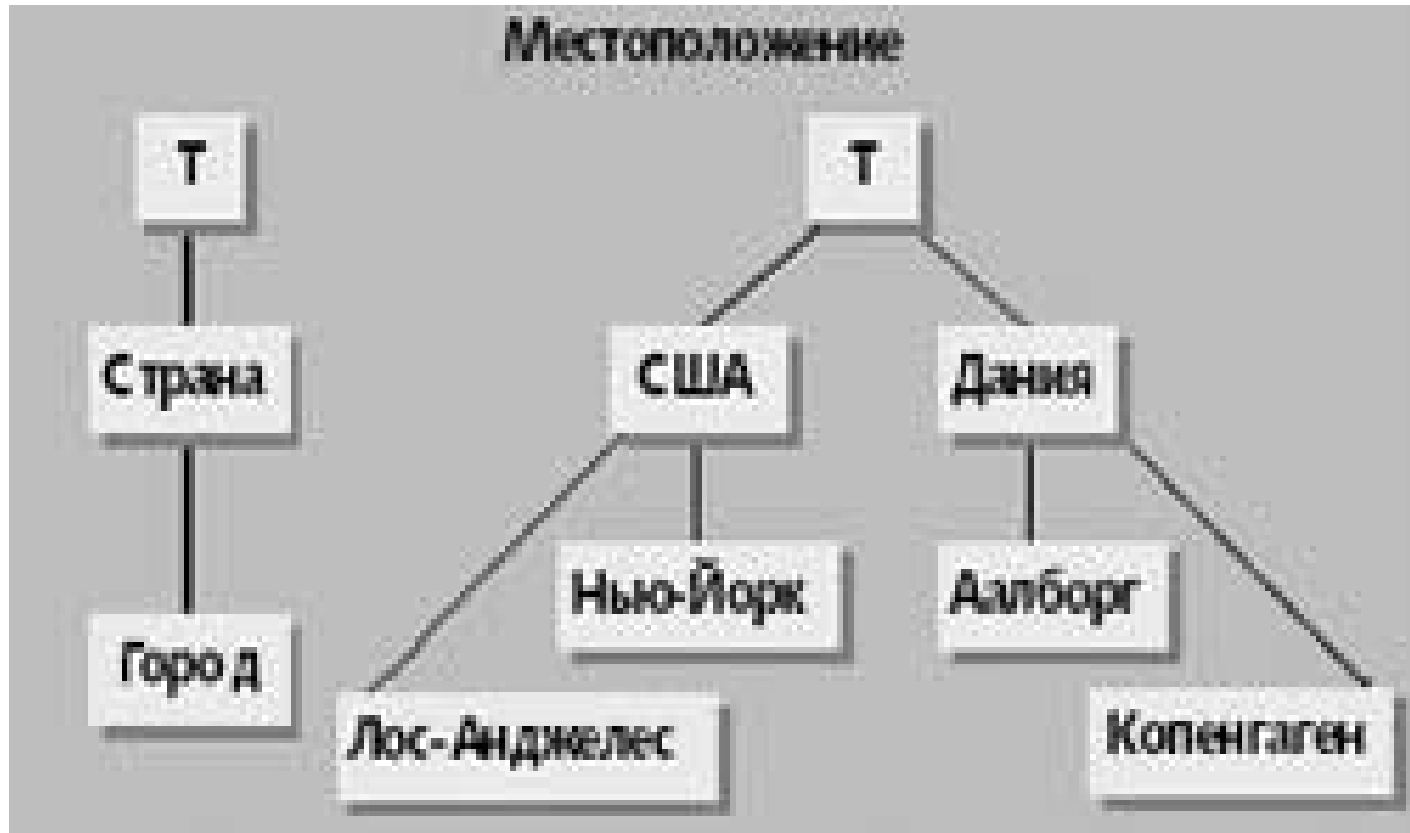 Местоположение
Т
Т
Страна
США
Дания
Нью-Йорк
Аалборг
Город
Лос-Анджелес
Копенгаген